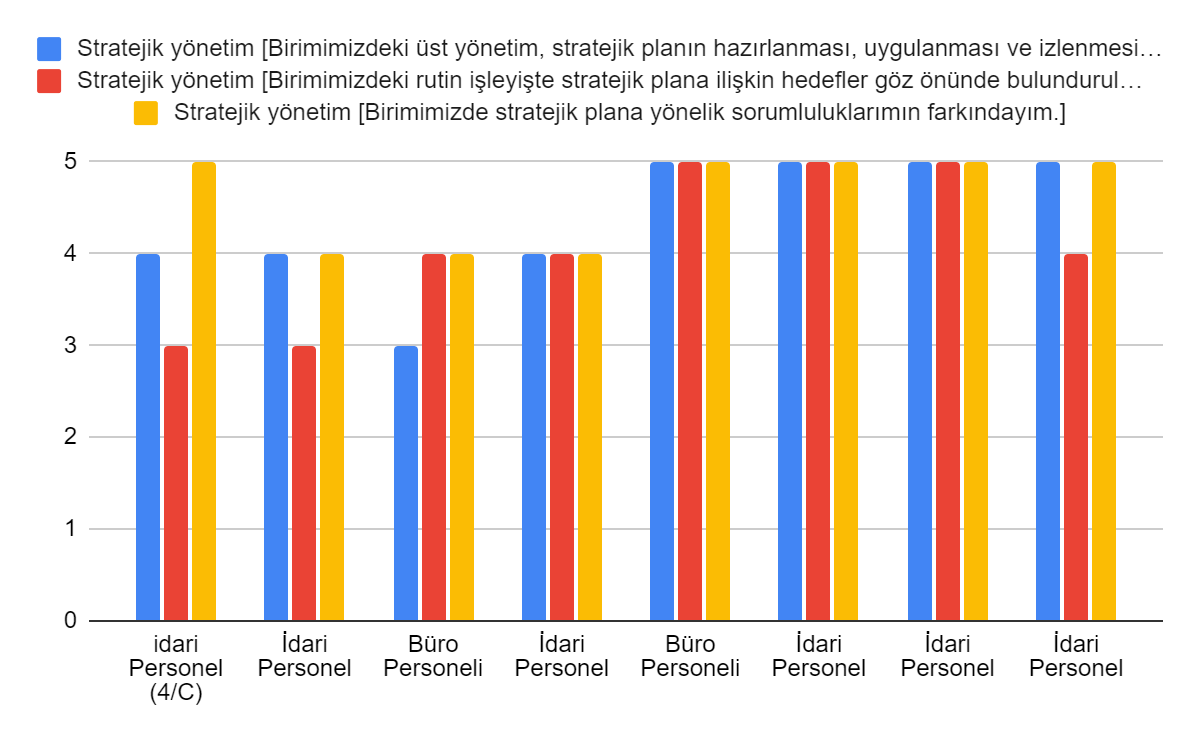 Stratejik yönetim [Birimimizdeki üst yönetim, stratejik planın hazırlanması, uygulanması ve izlenmesi…
Stratejik yönetim [Birimimizdeki rutin işleyişte stratejik plana ilişkin hedefler göz önünde bulundurul…
Stratejik yönetim [Birimimizde stratejik plana yönelik sorumluluklarımın farkındayım.]
5
4
3
2
1
0
idari Personel (4/C)
İdari Personel
Büro Personeli
İdari Personel
Büro Personeli
İdari Personel
İdari Personel
İdari Personel